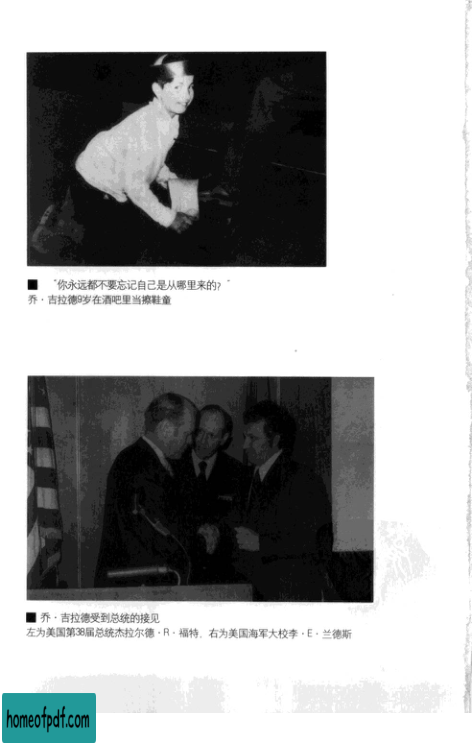 ■ “你永远都不要忘记自己是从哪里来的？”
乔·吉拉德9岁在酒吧里当擦鞋童
■ 乔·吉拉德受到总统的接见
左为美国第38届总统杰拉尔德·R·福特，右为美国海军大校李·E·兰德斯
homeofpdf.com